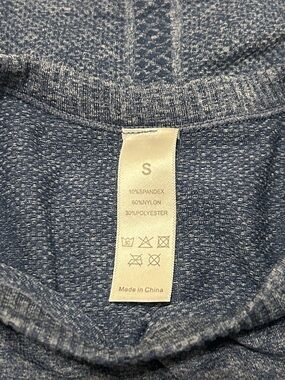 S
10%SPANDEX
60%NYLON
30%POLYESTER
Made in China